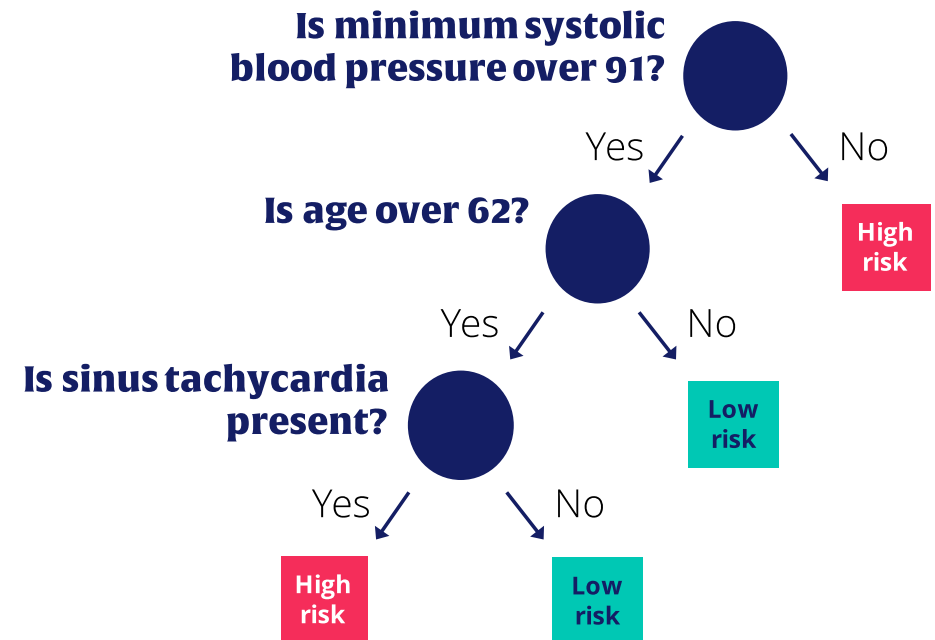 Is minimum systolic
blood pressure over 91?
Yes
No
Is age over 62?
High
risk
Yes
No
Is sinus tachycardia
present?
Low
risk
Yes
No
High
risk
Low
risk